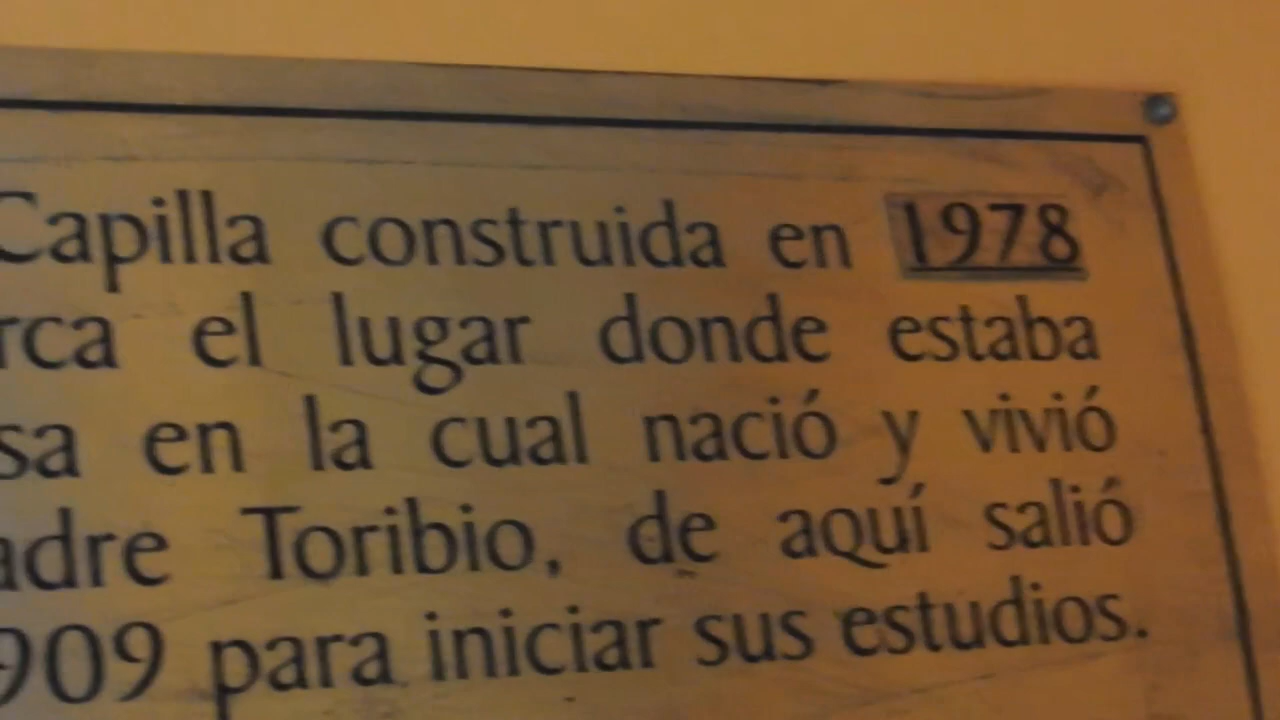 Capilla construida en 1978
rca el lugar donde estaba
sa en la cual nació y vivió
adre Toribio, de aquí salió
909 para iniciar sus estudios.